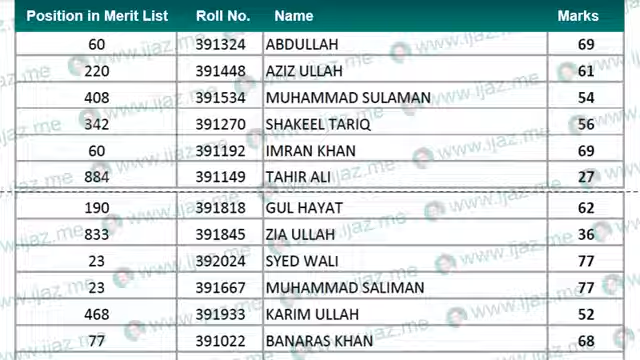 Position in Merit List Roll No. Name Marks
60 391324 ABDULLAH 69
220 391448 AZIZ ULLAH 61
408 391534 MUHAMMAD SULAMAN 54
342 391270 SHAKEEL TARIQ 56
60 391192 IMRAN KHAN 69
884 391149 TAHIR ALI 27
190 391818 GUL HAYAT 62
833 391845 ZIA ULLAH 36
23 392024 SYED WALI 77
23 391667 MUHAMMAD SALIMAN 77
468 391933 KARIM ULLAH 52
77 391022 BANARAS KHAN 68
www.ijaz.me